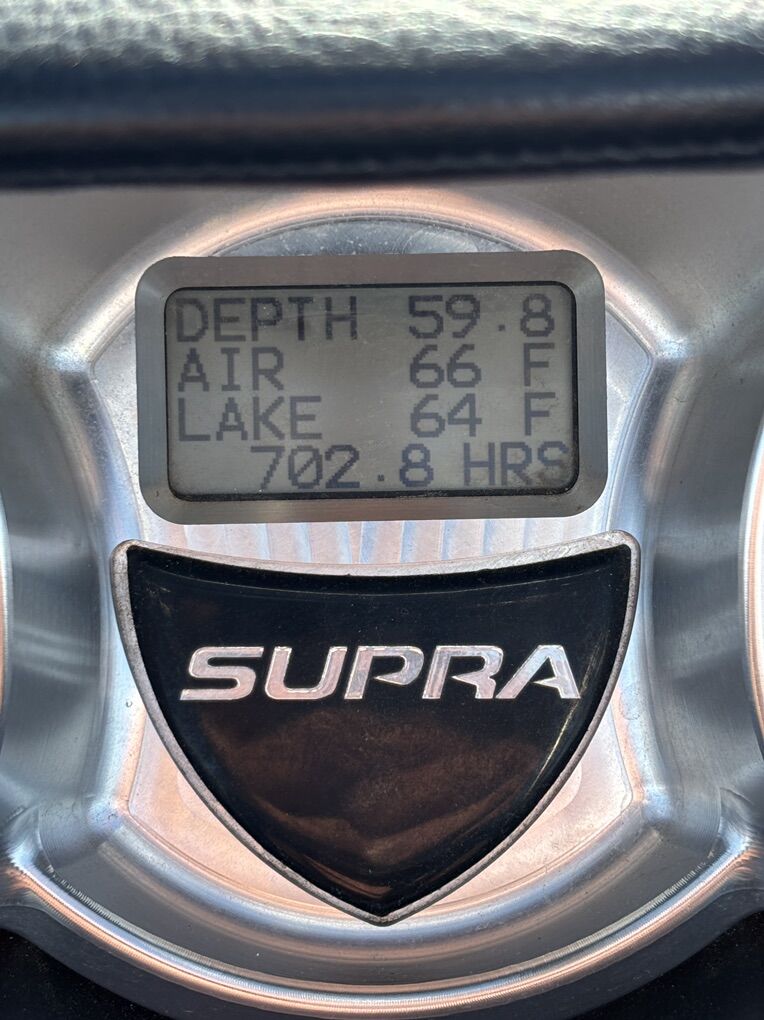 DEPTH 59.8
AIR 66 F
LAKE 64 F
702.8 HRS
SUPRA